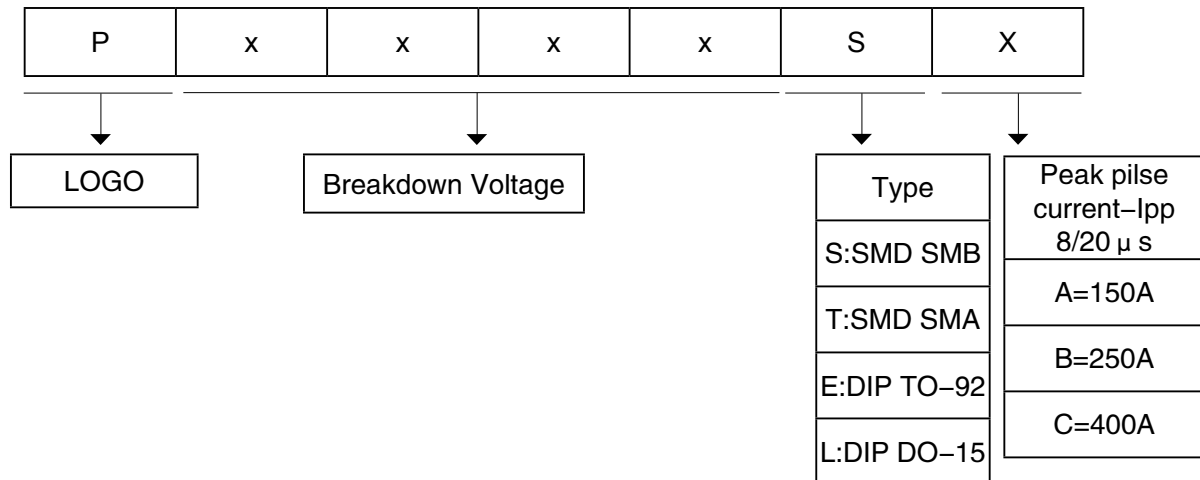 P x x x x S X
LOGO
Breakdown Voltage
Type
S:SMD SMB
T:SMD SMA
E:DIP TO−92
L:DIP DO−15
Peak pilse
current−Ipp
8/20 μ s
A=150A
B=250A
C=400A